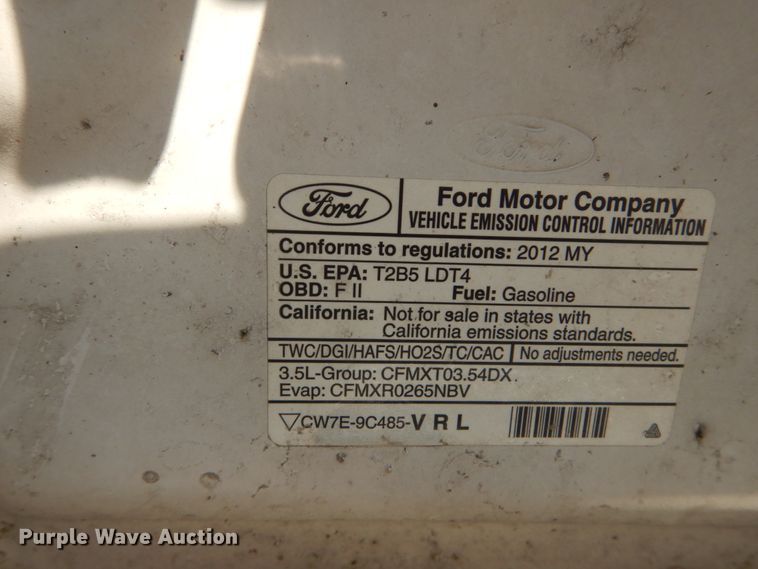 Ford
Ford
Ford Motor Company
VEHICLE EMISSION CONTROL INFORMATION
Conforms to regulations: 2012 MY
U.S. EPA: T2B5 LDT4
OBD: F II Fuel: Gasoline
California: Not for sale in states with
California emissions standards.
TWC/DGI/HAFS/HO2S/TC/CAC No adjustments needed.
3.5L-Group: CFMXT03.54DX.
Evap: CFMXR0265NBV
CW7E-9C485-V R L
Purple Wave Auction